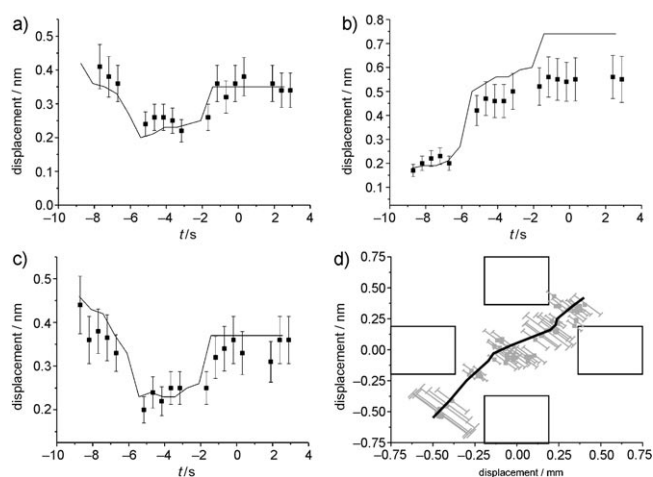 a)
0.5
0.4
0.3
0.2
0.1
0.0
displacement / nm
−10 −8 −6 −4 −2 0 2 4
t/s
b)
0.8
0.7
0.6
0.5
0.4
0.3
0.2
0.1
displacement / nm
−10 −8 −6 −4 −2 0 2 4
t/s
c)
0.5
0.4
0.3
0.2
displacement / nm
−10 −8 −6 −4 −2 0 2 4
t/s
d)
0.75
0.50
0.25
0.00
−0.25
−0.50
−0.75
displacement / nm
−0.75 −0.50 −0.25 0.00 0.25 0.50 0.75
displacement / mm